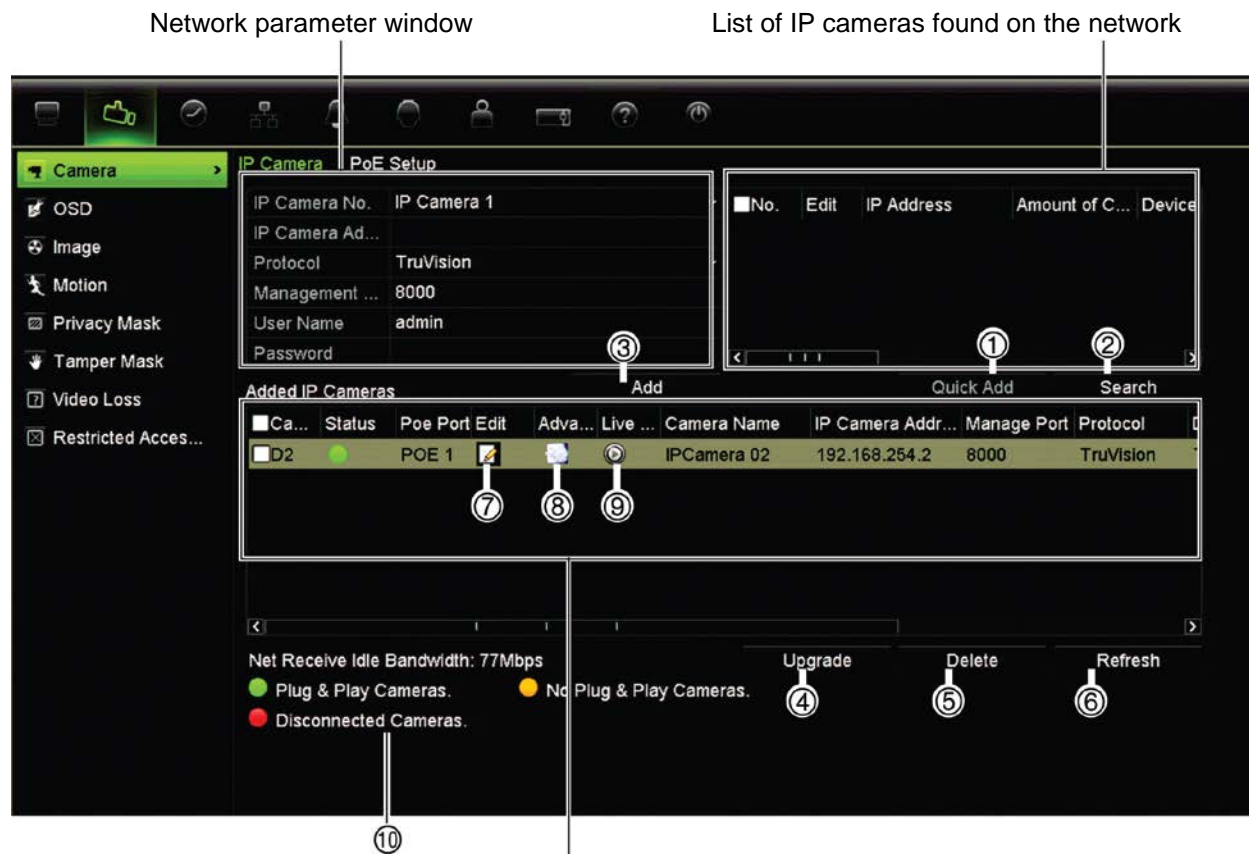 Network parameter window
List of IP cameras found on the network
Camera
OSD
Image
Motion
Privacy Mask
Tamper Mask
Video Loss
Restricted Acces...
IP Camera PoE Setup
IP Camera No. IP Camera 1
IP Camera Ad...
Protocol TruVision
Management ... 8000
User Name admin
Password
No. Edit IP Address Amount of C... Device
③ ① ②
Add Quick Add Search
Added IP Cameras
Ca... Status Poe Port Edit Adva... Live ... Camera Name IP Camera Addr... Manage Port Protocol
D2 POE 1 IPCamera 02 192.168.254.2 8000 TruVision
⑦ ⑧ ⑨
Net Receive Idle Bandwidth: 77Mbps
Upgrade Delete Refresh
④ ⑤ ⑥
Plug & Play Cameras. No Plug & Play Cameras.
Disconnected Cameras.
⑩